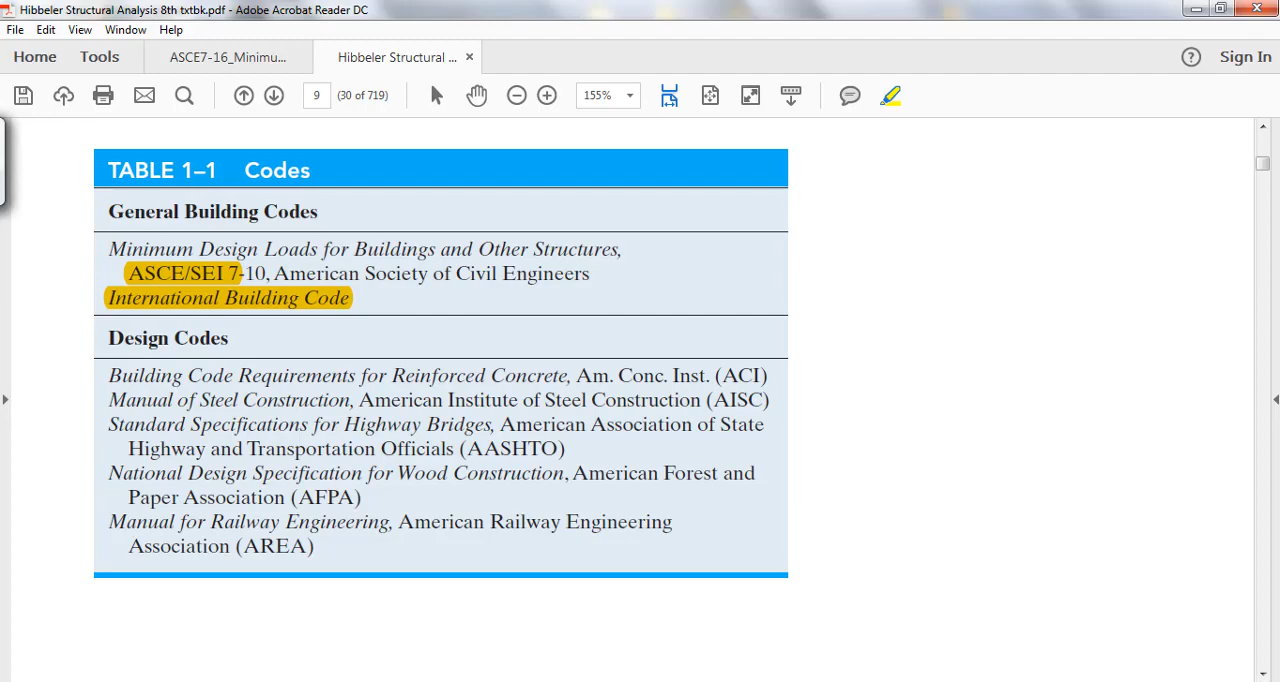 Hibbeler Structural Analysis 8th txtbk.pdf - Adobe Acrobat Reader DC
File Edit View Window Help
Home Tools ASCE7-16_Minimu... Hibbeler Structural ... × ? Sign In
9 (30 of 719) 155%
TABLE 1–1 Codes
General Building Codes
Minimum Design Loads for Buildings and Other Structures,
ASCE/SEI 7-10, American Society of Civil Engineers
International Building Code
Design Codes
Building Code Requirements for Reinforced Concrete, Am. Conc. Inst. (ACI)
Manual of Steel Construction, American Institute of Steel Construction (AISC)
Standard Specifications for Highway Bridges, American Association of State
Highway and Transportation Officials (AASHTO)
National Design Specification for Wood Construction, American Forest and
Paper Association (AFPA)
Manual for Railway Engineering, American Railway Engineering
Association (AREA)